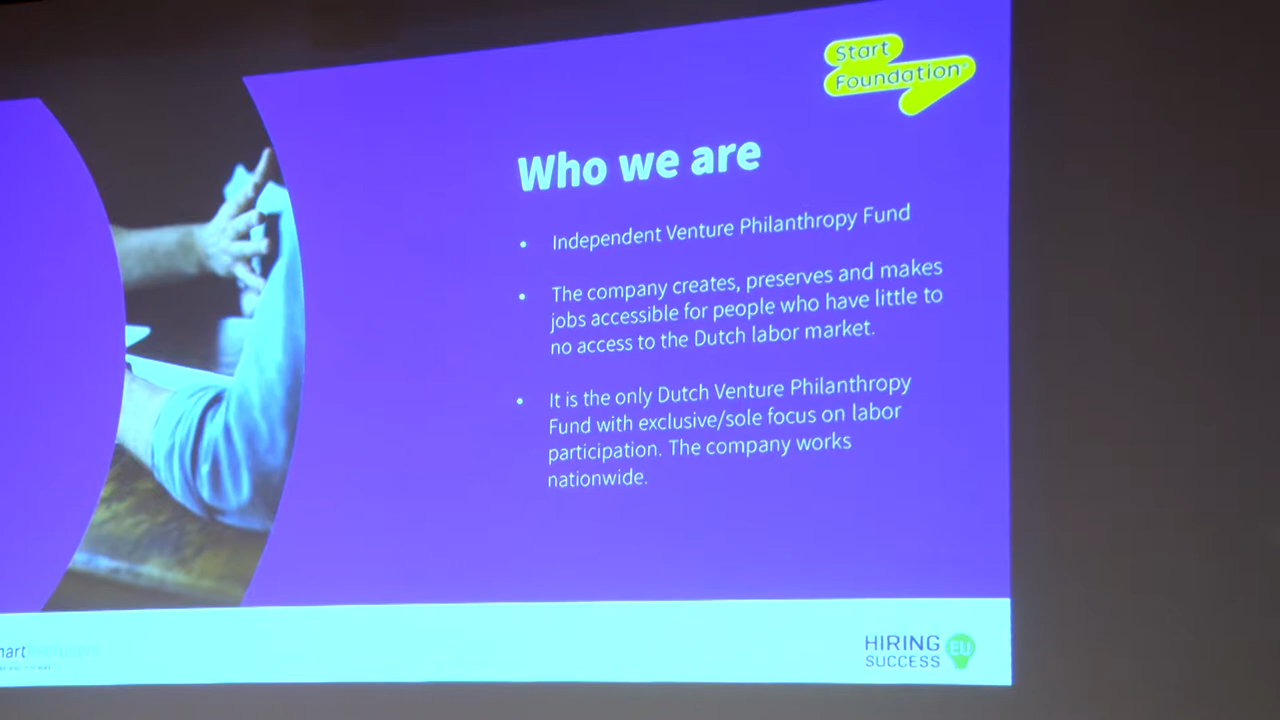 Start
Foundation
Who we are
• Independent Venture Philanthropy Fund
• The company creates, preserves and makes
jobs accessible for people who have little to
no access to the Dutch labor market.
• It is the only Dutch Venture Philanthropy
Fund with exclusive/sole focus on labor
participation. The company works
nationwide.
martRecruiters
HIRING
SUCCESS
EU